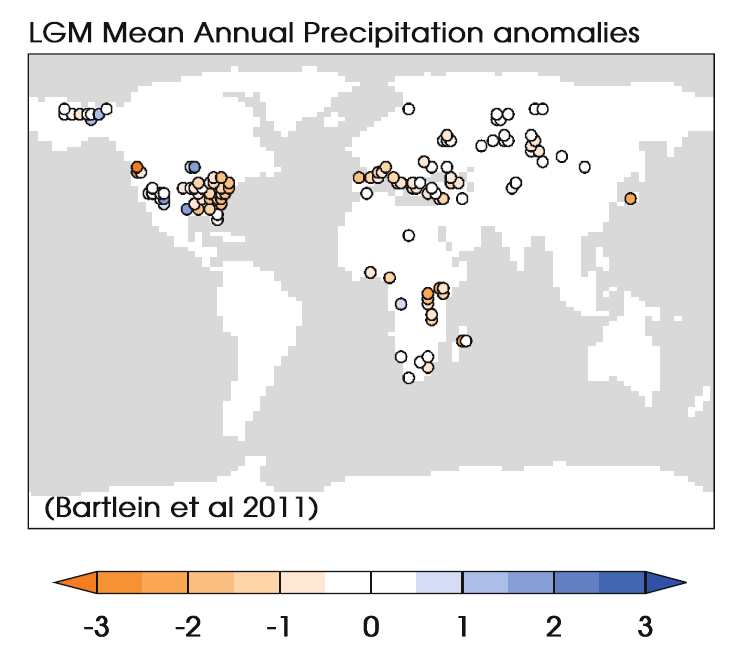 LGM Mean Annual Precipitation anomalies
(Bartlein et al 2011)
-3 -2 -1 0 1 2 3